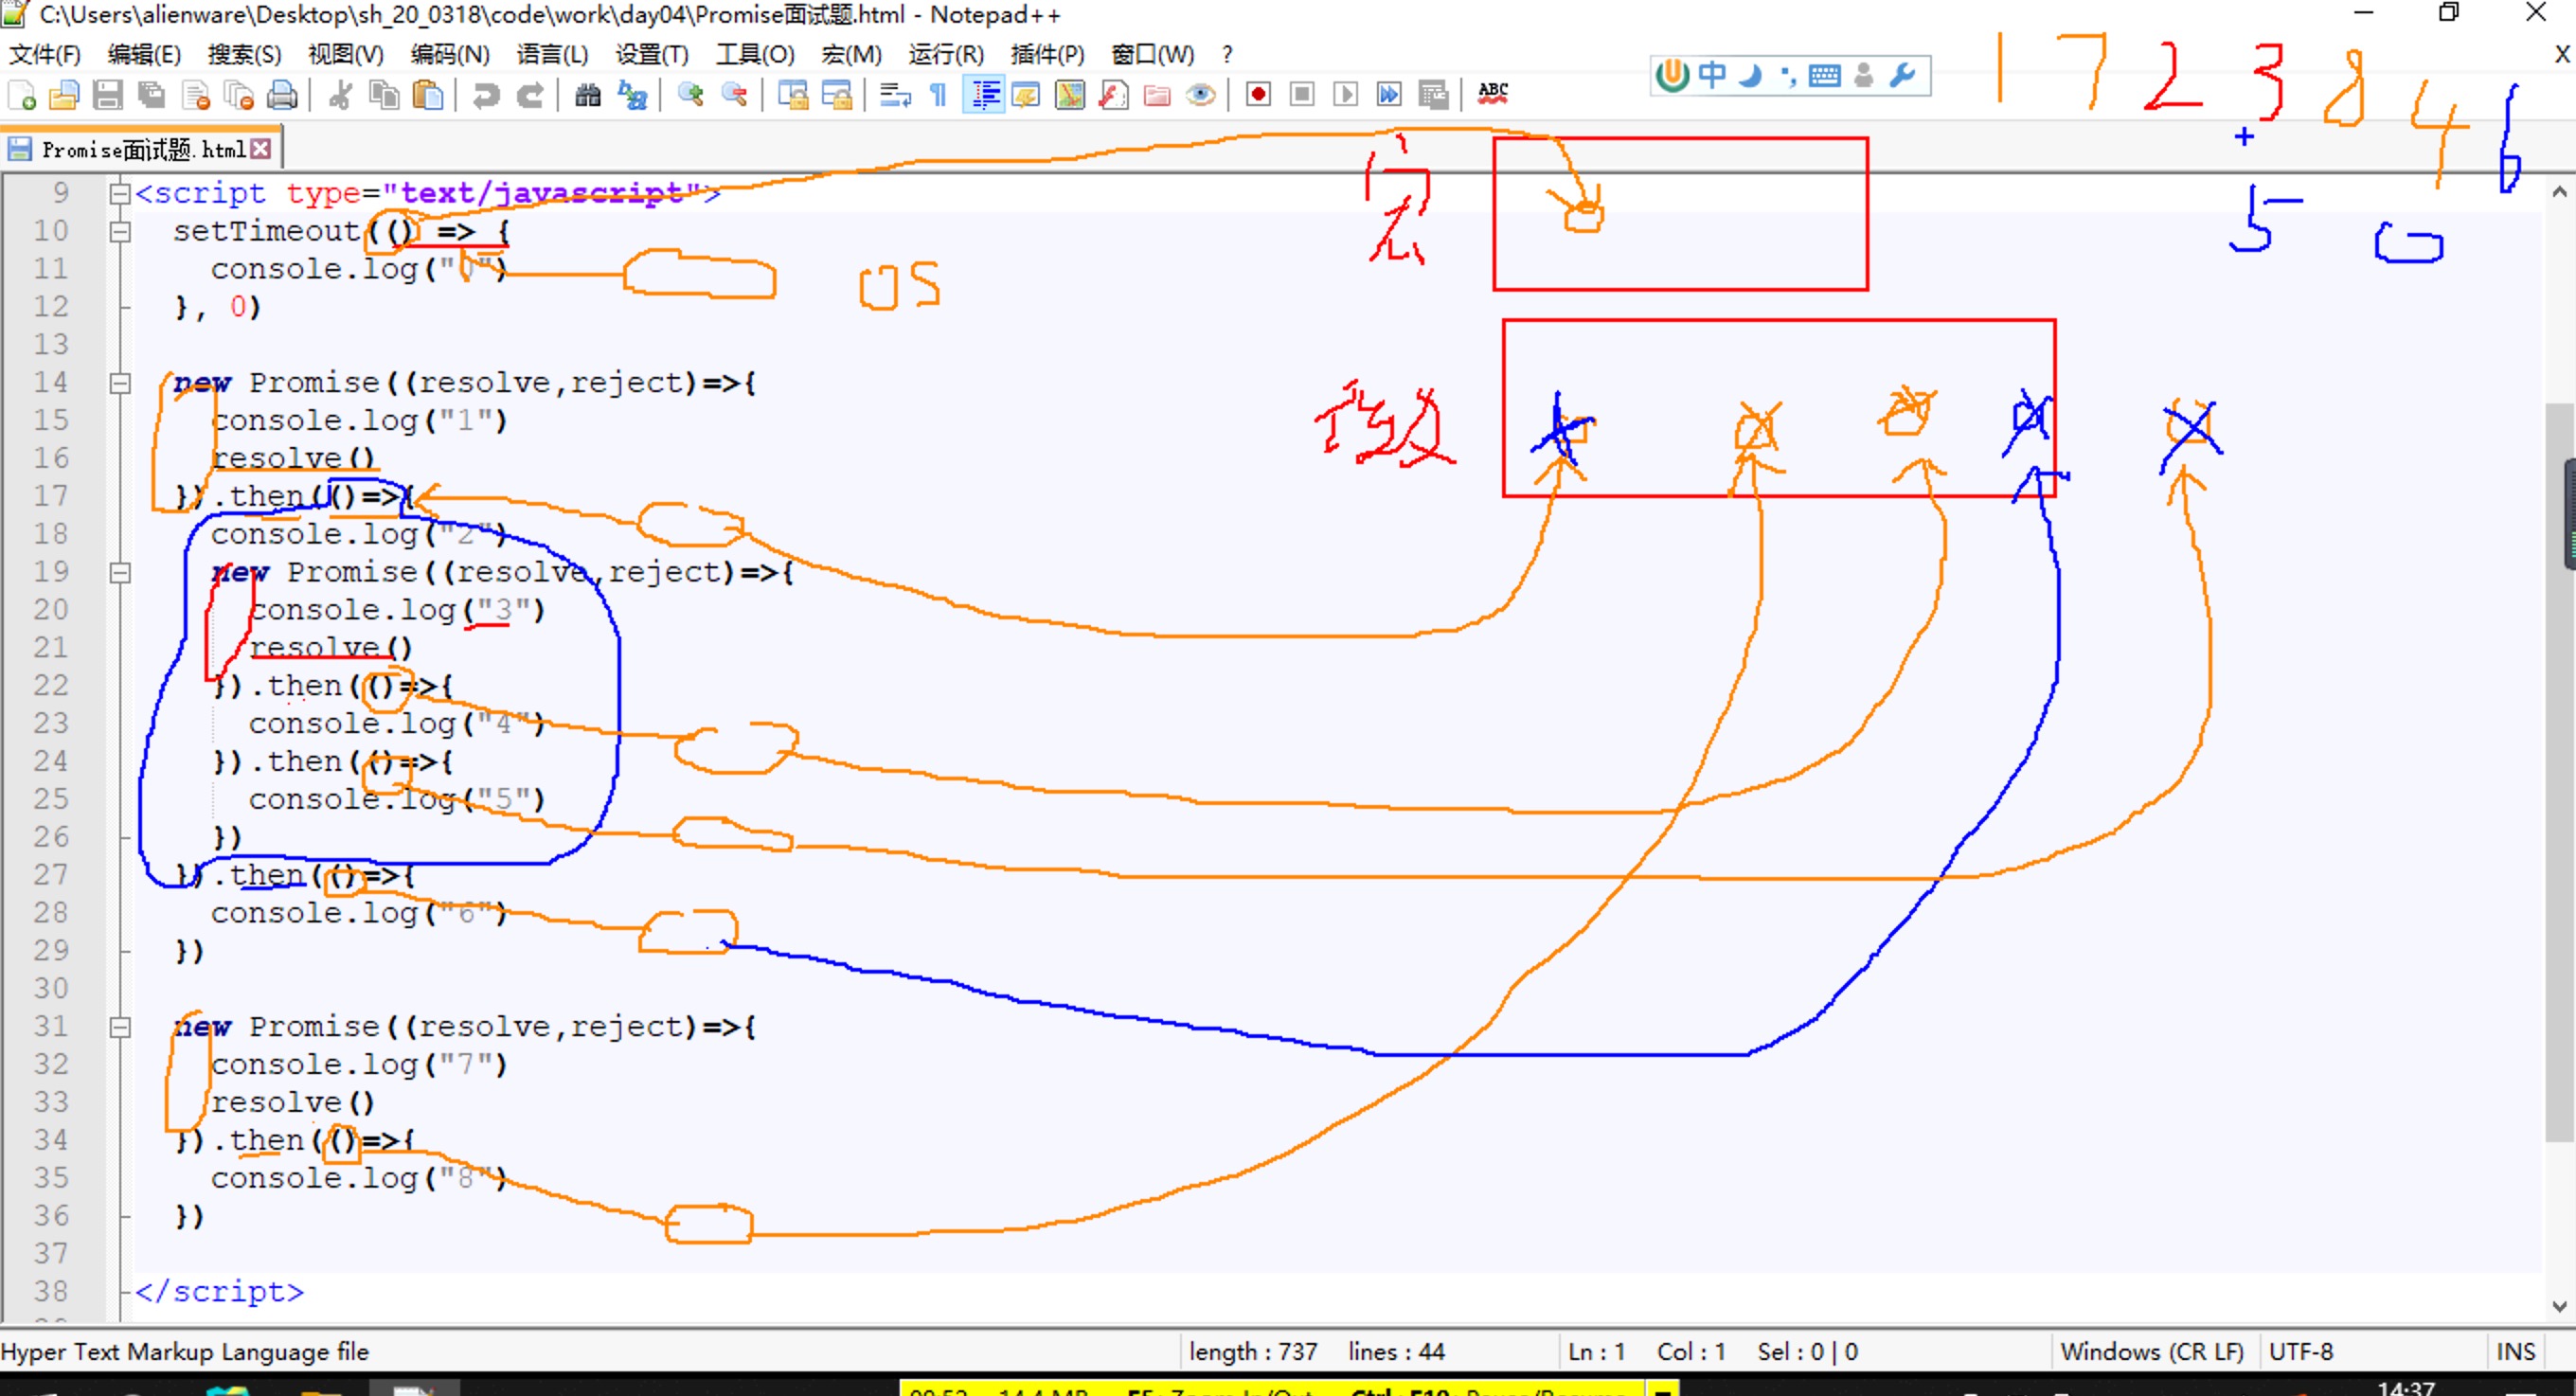 C:\Users\alienware\Desktop\sh_20_0318\code\work\day04\Promise面试题.html - Notepad++
文件(F) 编辑(E) 搜索(S) 视图(V) 编码(N) 语言(L) 设置(T) 工具(O) 宏(M) 运行(R) 插件(P) 窗口(W) ? X
中
ABC
1 7 2 3 8 4 6
Promise面试题.html
5 0
宏
9 <script type="text/javascript">
10 setTimeout(() => {
11 console.log("0")
OS
12 }, 0)
13
14 new Promise((resolve,reject)=>{
15 console.log("1")
16 resolve()
17 }).then(()=>{
18 console.log("2")
19 new Promise((resolve,reject)=>{
20 console.log("3")
21 resolve()
22 }).then(()=>{
23 console.log("4")
24 }).then(()=>{
25 console.log("5")
26 })
27 }).then(()=>{
28 console.log("6")
29 })
30
31 new Promise((resolve,reject)=>{
32 console.log("7")
33 resolve()
34 }).then(()=>{
35 console.log("8")
36 })
37
38 </script>
Hyper Text Markup Language file length : 737 lines : 44 Ln : 1 Col : 1 Sel : 0 | 0 Windows (CR LF) UTF-8 INS
14:37